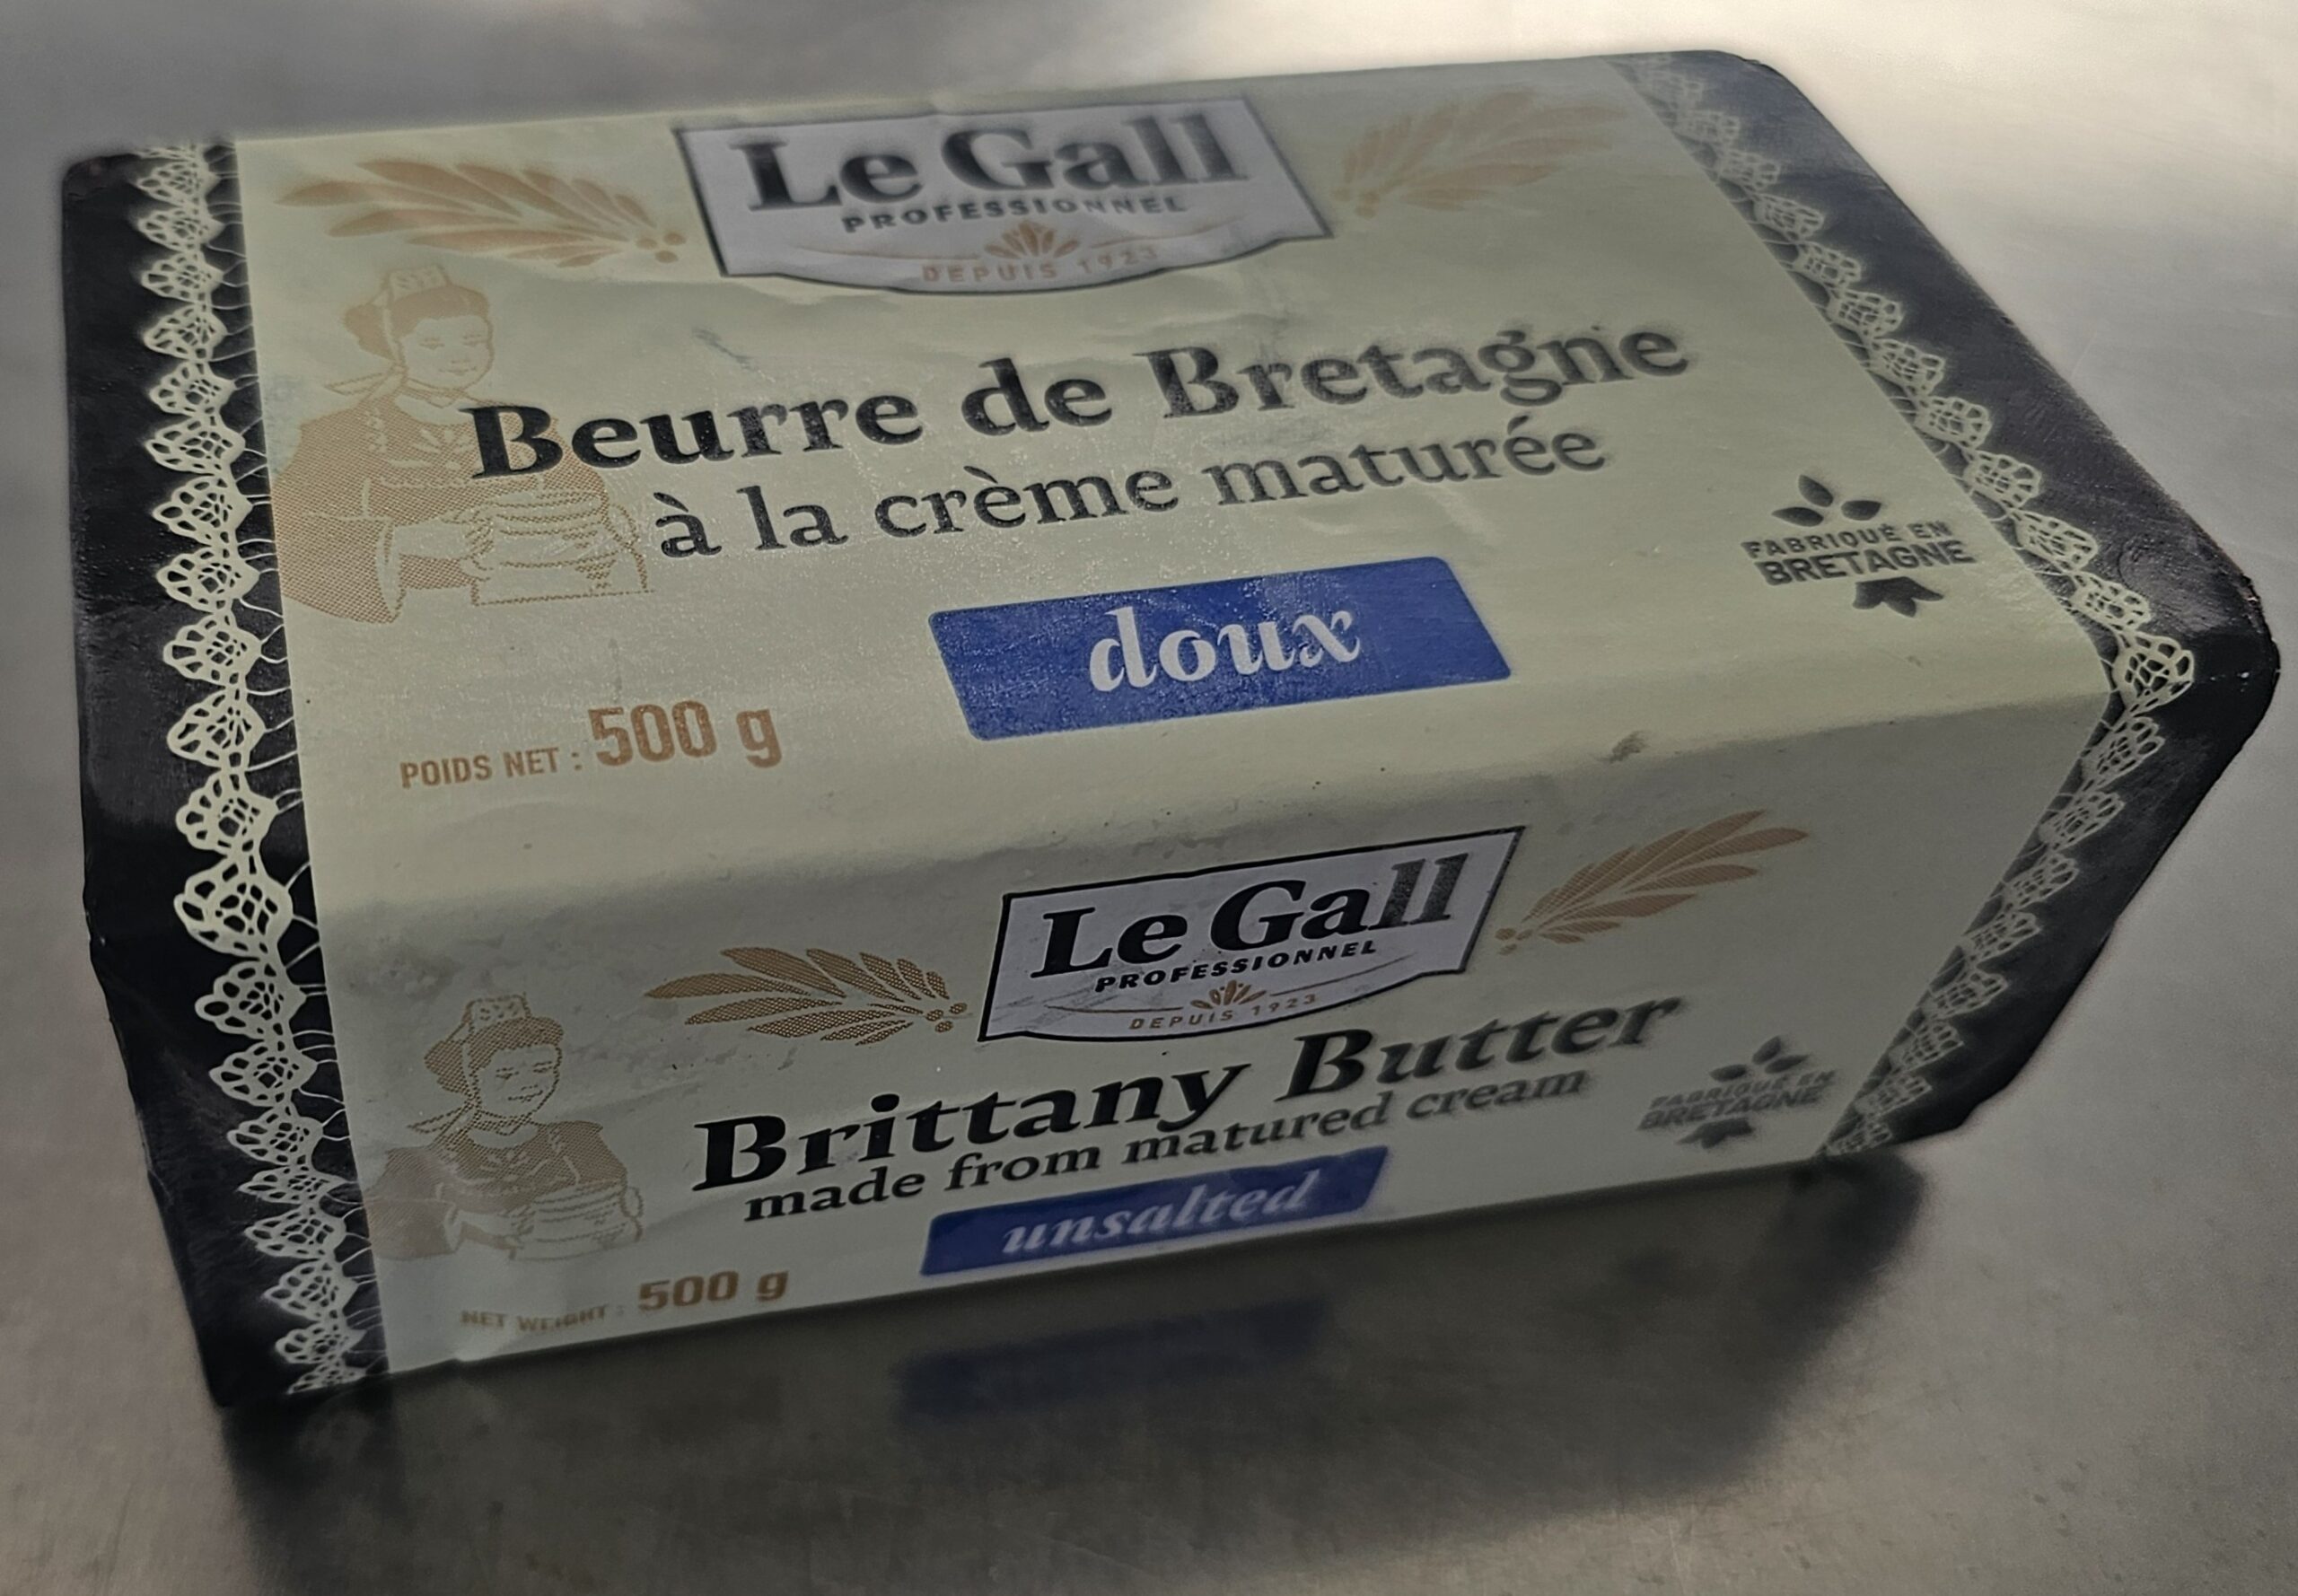 Le Gall
PROFESSIONNEL
DEPUIS 1923
Beurre de Bretagne
à la crème maturée
FABRIQUÉ EN
BRETAGNE
doux
POIDS NET : 500 g
Le Gall
PROFESSIONNEL
DEPUIS 1923
Brittany Butter
made from matured cream
FABRIQUÉ EN
BRETAGNE
unsalted
NET WEIGHT : 500 g